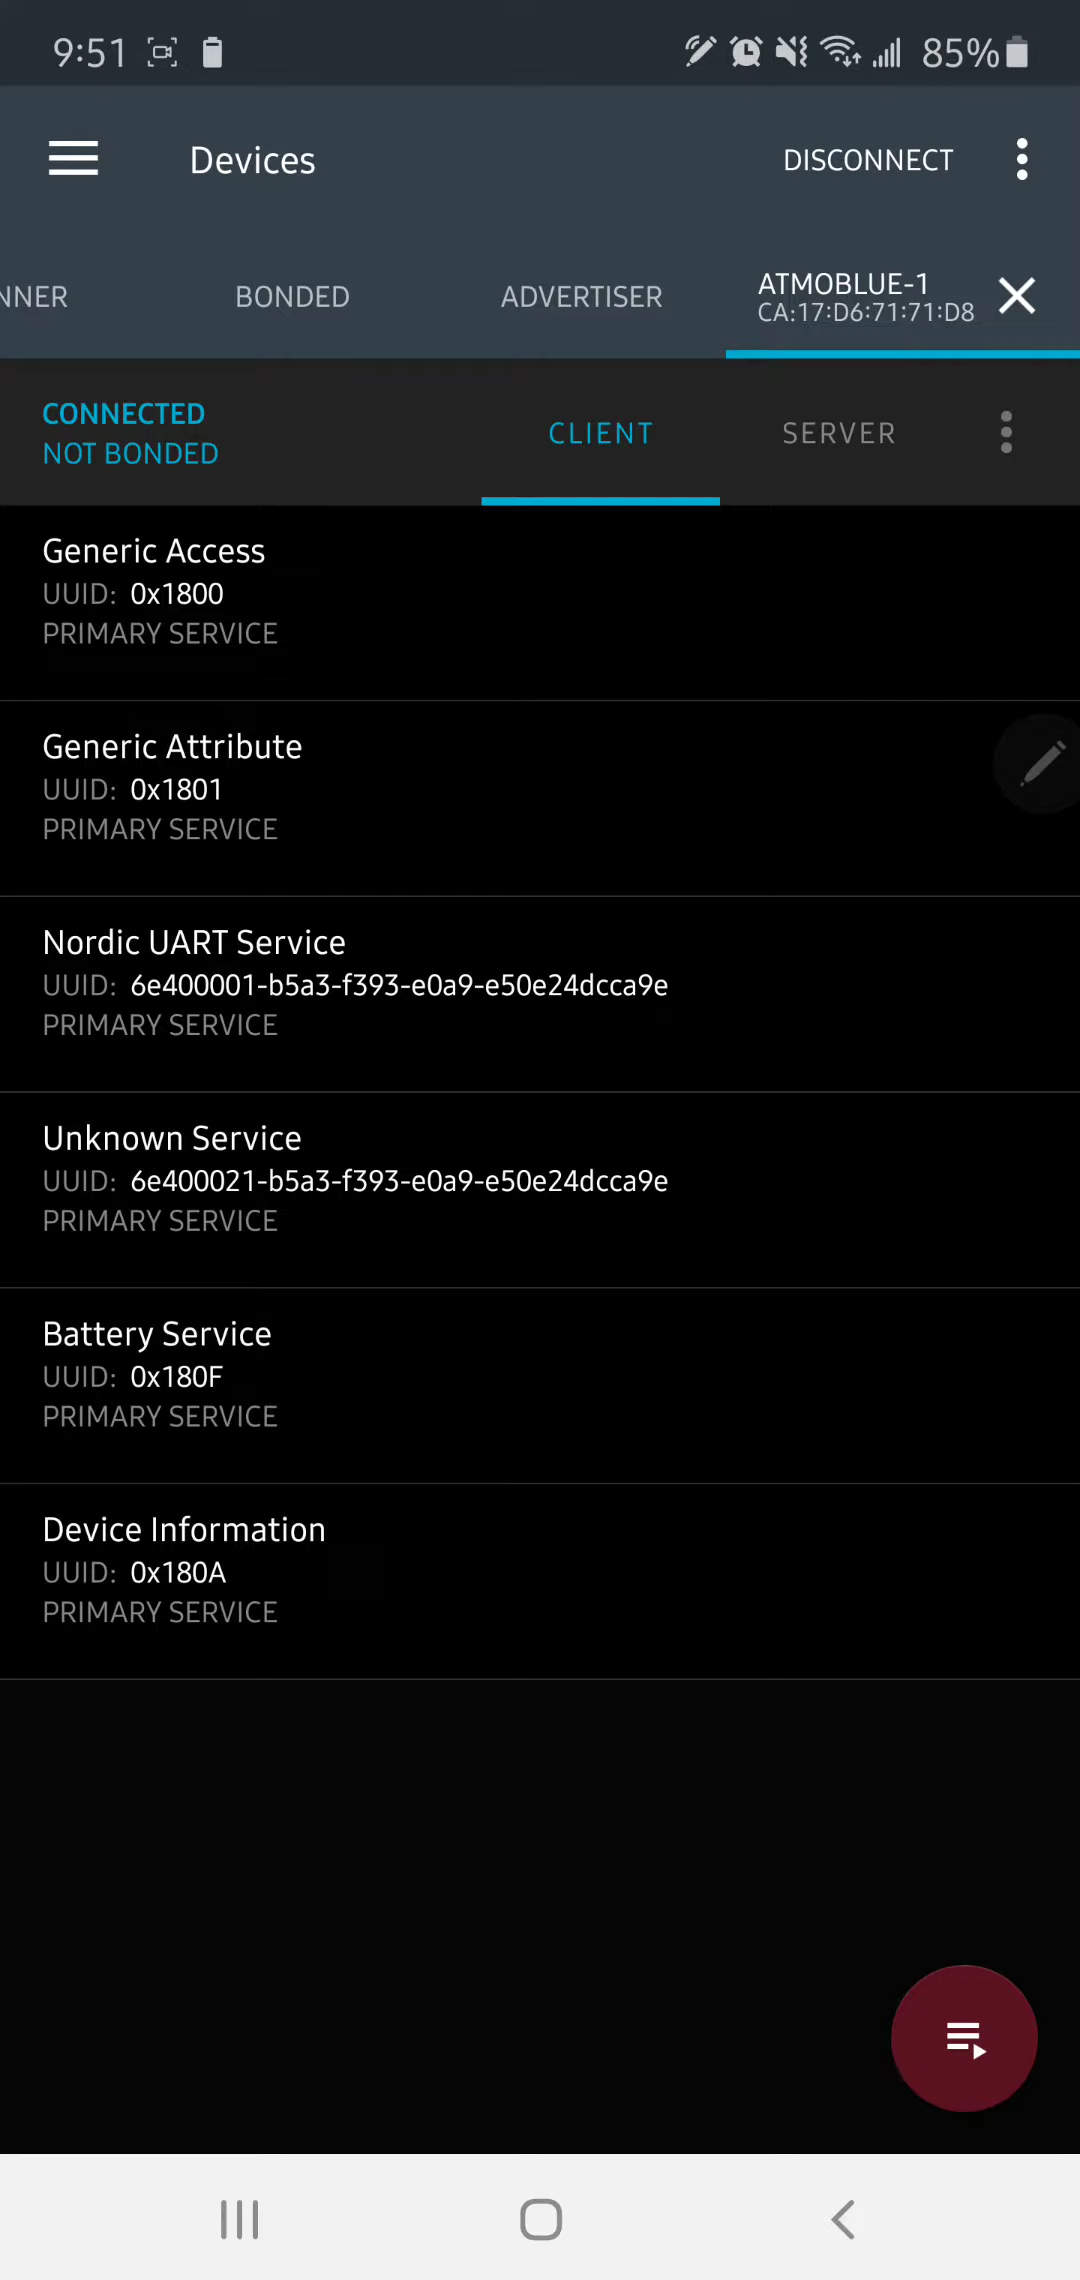 9:51
85%
Devices
DISCONNECT
NNER
BONDED
ADVERTISER
ATMOBLUE-1
CA:17:D6:71:71:D8
CONNECTED
NOT BONDED
CLIENT
SERVER
Generic Access
UUID: 0x1800
PRIMARY SERVICE
Generic Attribute
UUID: 0x1801
PRIMARY SERVICE
Nordic UART Service
UUID: 6e400001-b5a3-f393-e0a9-e50e24dcca9e
PRIMARY SERVICE
Unknown Service
UUID: 6e400021-b5a3-f393-e0a9-e50e24dcca9e
PRIMARY SERVICE
Battery Service
UUID: 0x180F
PRIMARY SERVICE
Device Information
UUID: 0x180A
PRIMARY SERVICE